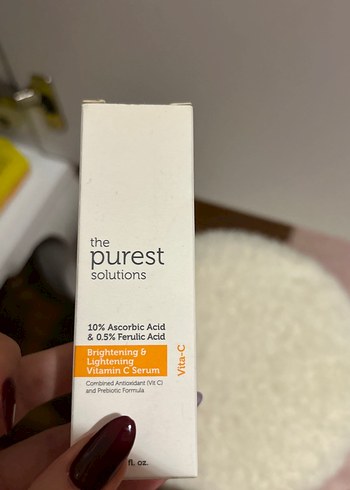 the
purest
solutions
10% Ascorbic Acid
& 0.5% Ferulic Acid
Brightening &
Lightening
Vitamin C Serum
Vita-C
Combined Antioxidant (Vit C)
and Prebiotic Formula
fl. oz.